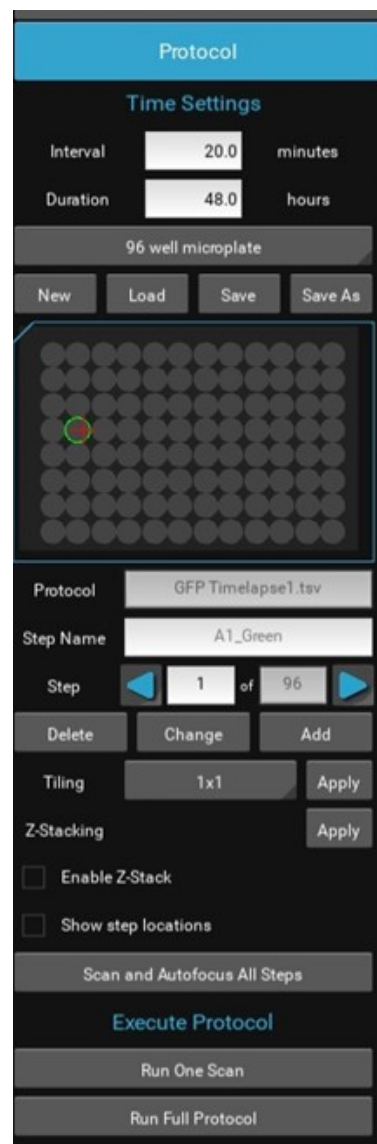 Protocol
Time Settings
Interval 20.0 minutes
Duration 48.0 hours
96 well microplate
New Load Save Save As
Protocol GFP Timelapse1.tsv
Step Name A1_Green
Step 1 of 96
Delete Change Add
Tiling 1x1 Apply
Z-Stacking Apply
Enable Z-Stack
Show step locations
Scan and Autofocus All Steps
Execute Protocol
Run One Scan
Run Full Protocol